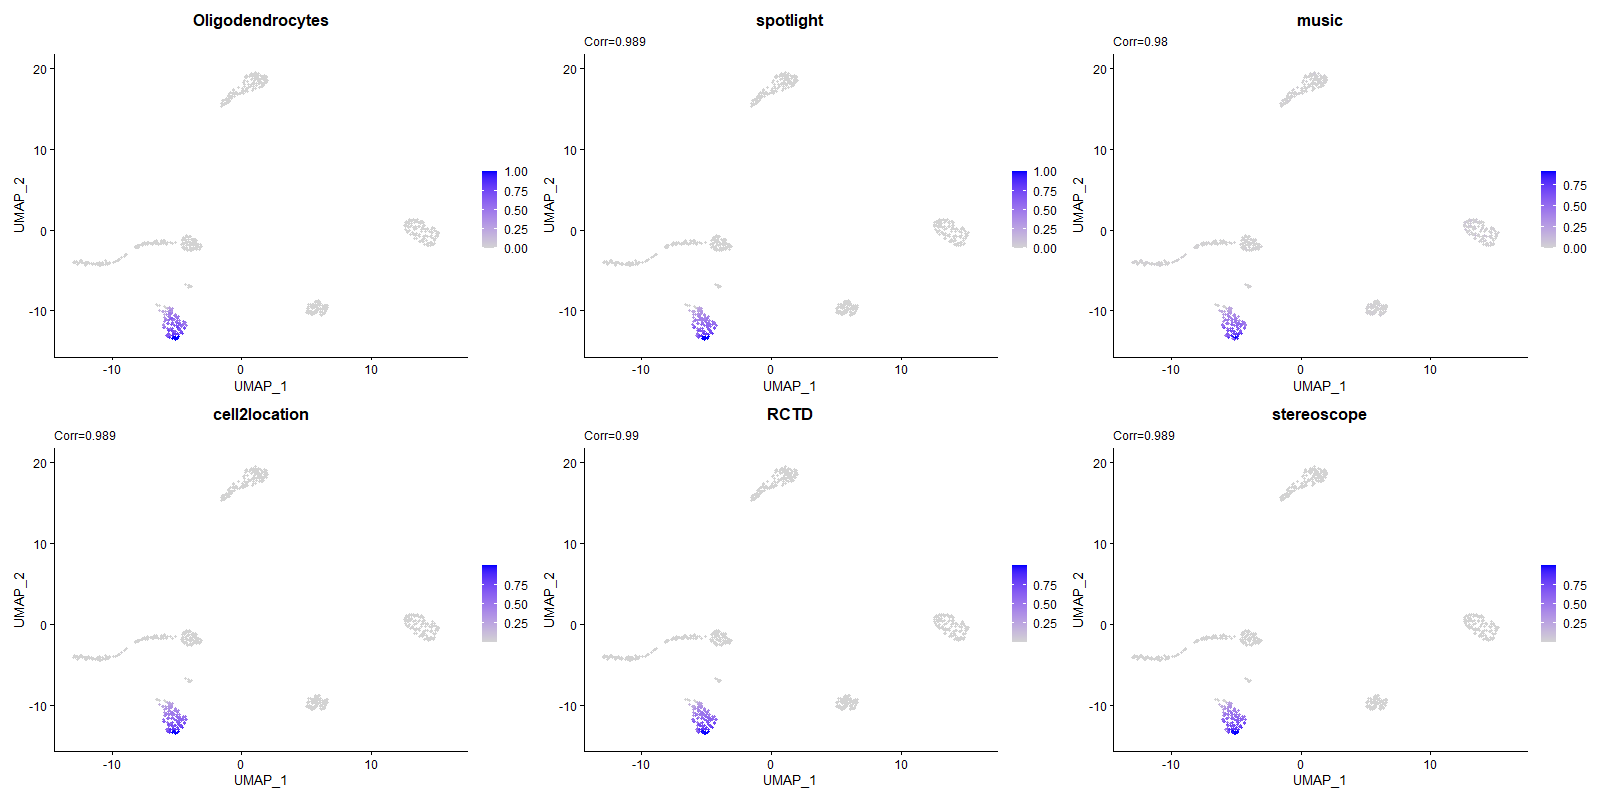 Oligodendrocytes
20
10
0
-10
-10
0
10
UMAP_1
UMAP_2
1.00
0.75
0.50
0.25
0.00
spotlight
Corr=0.989
20
10
0
-10
-10
0
10
UMAP_1
UMAP_2
1.00
0.75
0.50
0.25
0.00
music
Corr=0.98
20
10
0
-10
-10
0
10
UMAP_1
UMAP_2
0.75
0.50
0.25
0.00
cell2location
Corr=0.989
20
10
0
-10
-10
0
10
UMAP_1
UMAP_2
0.75
0.50
0.25
RCTD
Corr=0.99
20
10
0
-10
-10
0
10
UMAP_1
UMAP_2
0.75
0.50
0.25
stereoscope
Corr=0.989
20
10
0
-10
-10
0
10
UMAP_1
UMAP_2
0.75
0.50
0.25